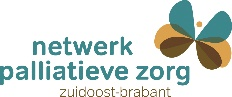 netwerk
palliatieve zorg
zuidoost-brabant